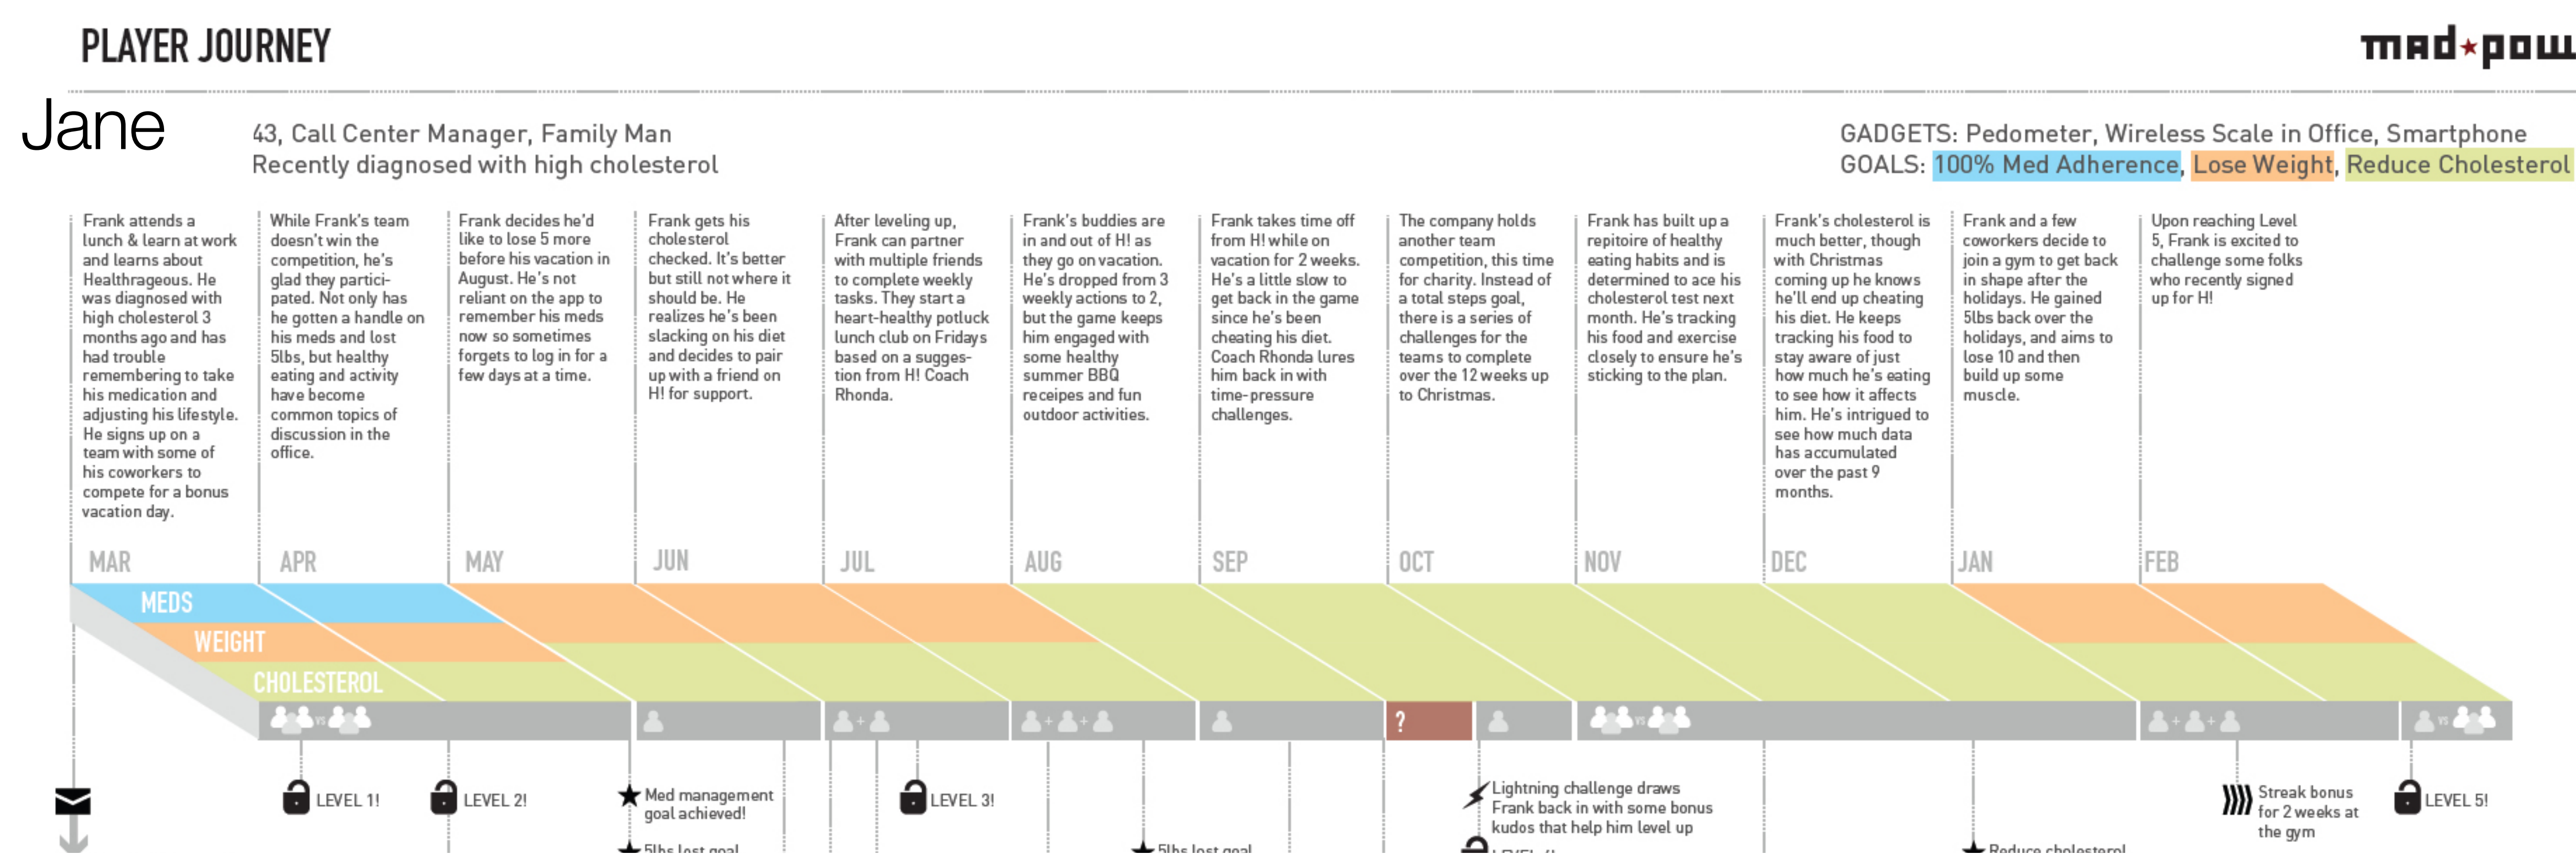 PLAYER JOURNEY
mad★pow
Jane
43, Call Center Manager, Family Man
Recently diagnosed with high cholesterol
GADGETS: Pedometer, Wireless Scale in Office, Smartphone
GOALS: 100% Med Adherence, Lose Weight, Reduce Cholesterol
Frank attends a
lunch & learn at work
and learns about
Healthrageous. He
was diagnosed with
high cholesterol 3
months ago and has
had trouble
remembering to take
his medication and
adjusting his lifestyle.
He signs up on a
team with some of
his coworkers to
compete for a bonus
vacation day.
While Frank's team
doesn't win the
competition, he's
glad they partici-
pated. Not only has
he gotten a handle on
his meds and lost
5lbs, but healthy
eating and activity
have become
common topics of
discussion in the
office.
Frank decides he'd
like to lose 5 more
before his vacation in
August. He's not
reliant on the app to
remember his meds
now so sometimes
forgets to log in for a
few days at a time.
Frank gets his
cholesterol
checked. It's better
but still not where it
should be. He
realizes he's been
slacking on his diet
and decides to pair
up with a friend on
H! for support.
After leveling up,
Frank can partner
with multiple friends
to complete weekly
tasks. They start a
heart-healthy potluck
lunch club on Fridays
based on a sugges-
tion from H! Coach
Rhonda.
Frank's buddies are
in and out of H! as
they go on vacation.
He's dropped from 3
weekly actions to 2,
but the game keeps
him engaged with
some healthy
summer BBQ
receipes and fun
outdoor activities.
Frank takes time off
from H! while on
vacation for 2 weeks.
He's a little slow to
get back in the game
since he's been
cheating his diet.
Coach Rhonda lures
him back in with
time-pressure
challenges.
The company holds
another team
competition, this time
for charity. Instead of
a total steps goal,
there is a series of
challenges for the
teams to complete
over the 12 weeks up
to Christmas.
Frank has built up a
repitoire of healthy
eating habits and is
determined to ace his
cholesterol test next
month. He's tracking
his food and exercise
closely to ensure he's
sticking to the plan.
Frank's cholesterol is
much better, though
with Christmas
coming up he knows
he'll end up cheating
his diet. He keeps
tracking his food to
stay aware of just
how much he's eating
to see how it affects
him. He's intrigued to
see how much data
has accumulated
over the past 9
months.
Frank and a few
coworkers decide to
join a gym to get back
in shape after the
holidays. He gained
5lbs back over the
holidays, and aims to
lose 10 and then
build up some
muscle.
Upon reaching Level
5, Frank is excited to
challenge some folks
who recently signed
up for H!
MAR APR MAY JUN JUL AUG SEP OCT NOV DEC JAN FEB
MEDS
WEIGHT
CHOLESTEROL
VS + + + ? VS + + VS
LEVEL 1!
LEVEL 2!
Med management
goal achieved!
5lbs lost goal
LEVEL 3!
5lbs lost goal
Lightning challenge draws
Frank back in with some bonus
kudos that help him level up
Reduce cholesterol
Streak bonus
for 2 weeks at
the gym
LEVEL 5!